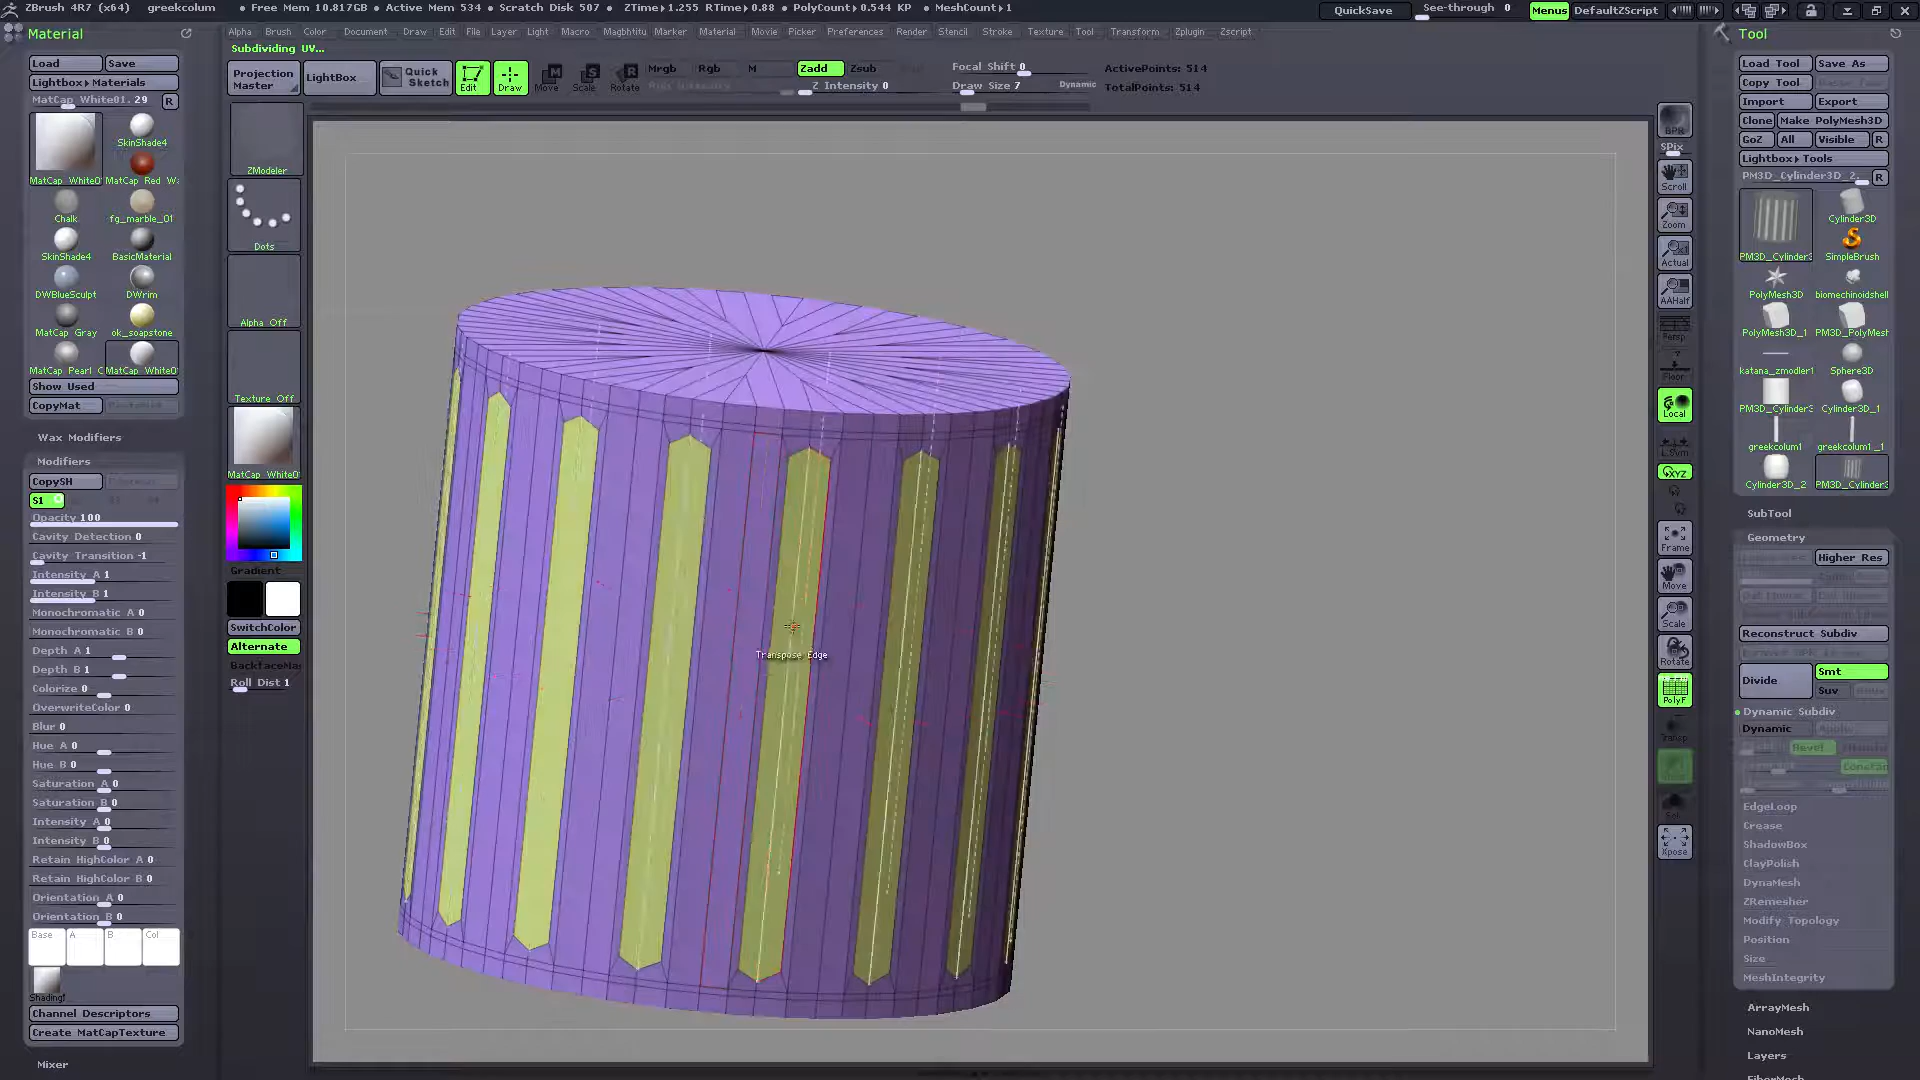 ZBrush 4R7 (x64) greekcolum • Free Mem 10.817GB • Active Mem 534 • Scratch Disk 507 • ZTime▸1.255 RTime▸0.88 • PolyCount▸0.544 KP • MeshCount▸1 QuickSave See-through 0 Menus DefaultZScript
Material
Alpha Brush Color Document Draw Edit File Layer Light Macro Magbhtitu Marker Material Movie Picker Preferences Render Stencil Stroke Texture Tool Transform Zplugin Zscript
Tool
Subdividing UV...
Load Save
Lightbox▸Materials
MatCap_White01. 29 R
SkinShade4
MatCap_White0 MatCap Red W
Chalk fg_marble_01
SkinShade4 BasicMaterial
DWBlueSculpt DWrim
MatCap Gray ok_soapstone
MatCap Pearl C MatCap White0
Show Used
CopyMat
Wax Modifiers
Modifiers
CopySH
S1
Opacity 100
Cavity Detection 0
Cavity Transition -1
Intensity A 1
Intensity B 1
Monochromatic A 0
Monochromatic B 0
Depth A 1
Depth B 1
Colorize 0
OverwriteColor 0
Blur 0
Hue A 0
Hue B 0
Saturation A 0
Saturation B 0
Intensity A 0
Intensity B 0
Retain HighColor A 0
Retain HighColor B 0
Orientation A 0
Orientation B 0
Base A B Col
Shading
Channel Descriptors
Create MatCapTexture
Mixer
Projection Master
LightBox
Quick Sketch
Edit Draw Move Scale Rotate
Mrgb Rgb M
Zadd Zsub
Z Intensity 0
Focal Shift 0
Draw Size 7 Dynamic
ActivePoints: 514
TotalPoints: 514
ZModeler
Dots
Alpha Off
Texture Off
MatCap_White0
Gradient
SwitchColor
Alternate
BackfaceMa
Roll Dist 1
Transpose Edge
BPR
SPix
Scroll
Zoom
Actual
AAHalf
Persp
Floor
Local
L.Sym
XYZ
Frame
Move
Scale
Rotate
PolyF
Transp
Xpose
Load Tool Save As
Copy Tool
Import Export
Clone Make PolyMesh3D
GoZ All Visible R
Lightbox▸Tools
PM3D_Cylinder3D_2. R
Cylinder3D
PM3D_Cylinder3 SimpleBrush
PolyMesh3D biomechinoidshell
PolyMesh3D_1 PM3D_PolyMesh
katana_zmodler1 Sphere3D
PM3D_Cylinder3 Cylinder3D_1
greekcolum1 greekcolum1_1
Cylinder3D_2 PM3D_Cylinder3
SubTool
Geometry
Higher Res
Reconstruct Subdiv
Divide Smt
Suv
Dynamic Subdiv
Dynamic Apply
Bevel
Constant
EdgeLoop
Crease
ShadowBox
ClayPolish
DynaMesh
ZRemesher
Modify Topology
Position
Size
MeshIntegrity
ArrayMesh
NanoMesh
Layers